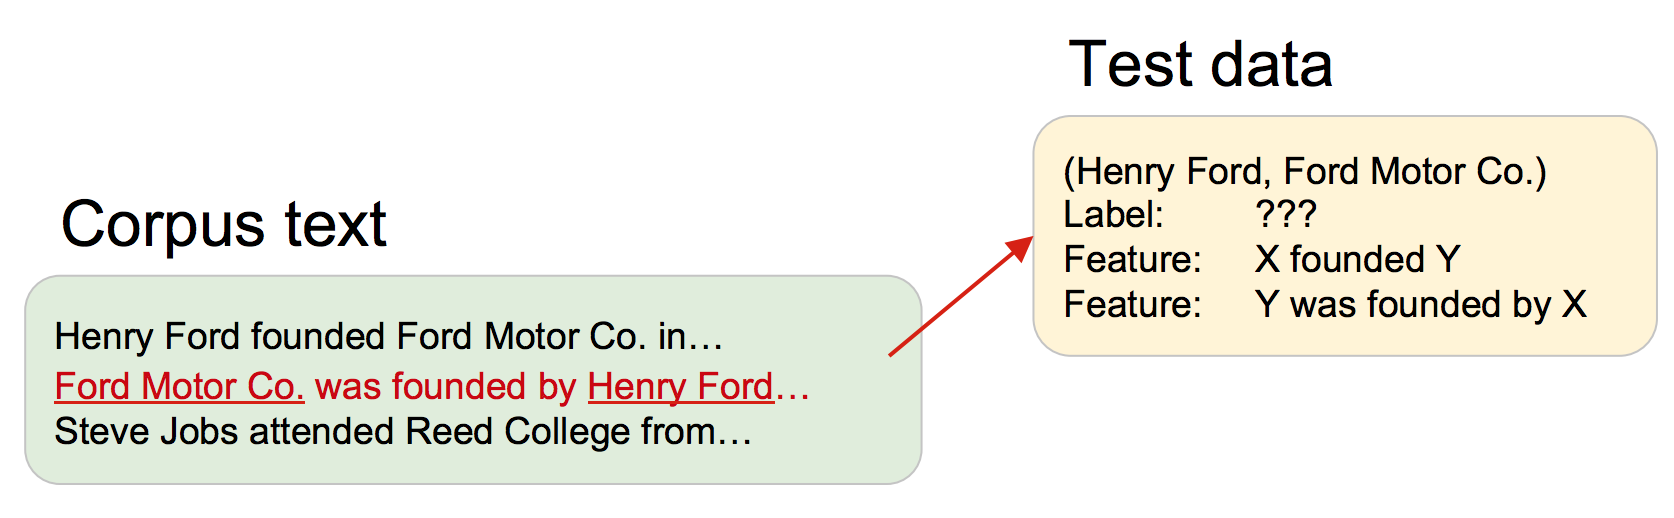 Test data
(Henry Ford, Ford Motor Co.)
Label: ???
Feature: X founded Y
Feature: Y was founded by X
Corpus text
Henry Ford founded Ford Motor Co. in…
Ford Motor Co. was founded by Henry Ford…
Steve Jobs attended Reed College from…